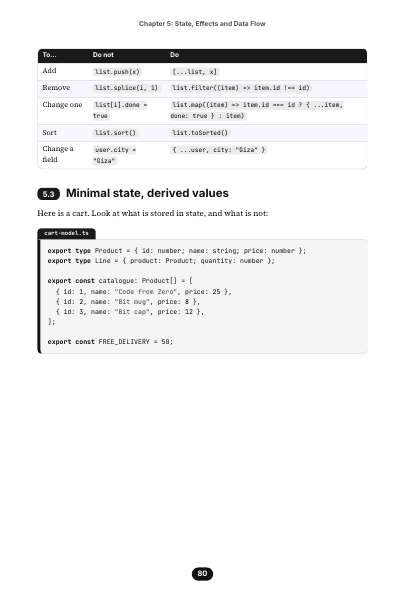 Chapter 5: State, Effects and Data Flow
To... Do not Do
Add list.push(x) [...list, x]
Remove list.splice(i, 1) list.filter((item) => item.id !== id)
Change one list[i].done = list.map((item) => item.id === id ? { ...item,
true done: true } : item)
Sort list.sort() list.toSorted()
Change a user.city = { ...user, city: "Giza" }
field "Giza"
5.3 Minimal state, derived values
Here is a cart. Look at what is stored in state, and what is not:
cart-model.ts
export type Product = { id: number; name: string; price: number };
export type Line = { product: Product; quantity: number };
export const catalogue: Product[] = [
{ id: 1, name: "Code from Zero", price: 25 },
{ id: 2, name: "Bit mug", price: 8 },
{ id: 3, name: "Bit cap", price: 12 },
];
export const FREE_DELIVERY = 50;
80